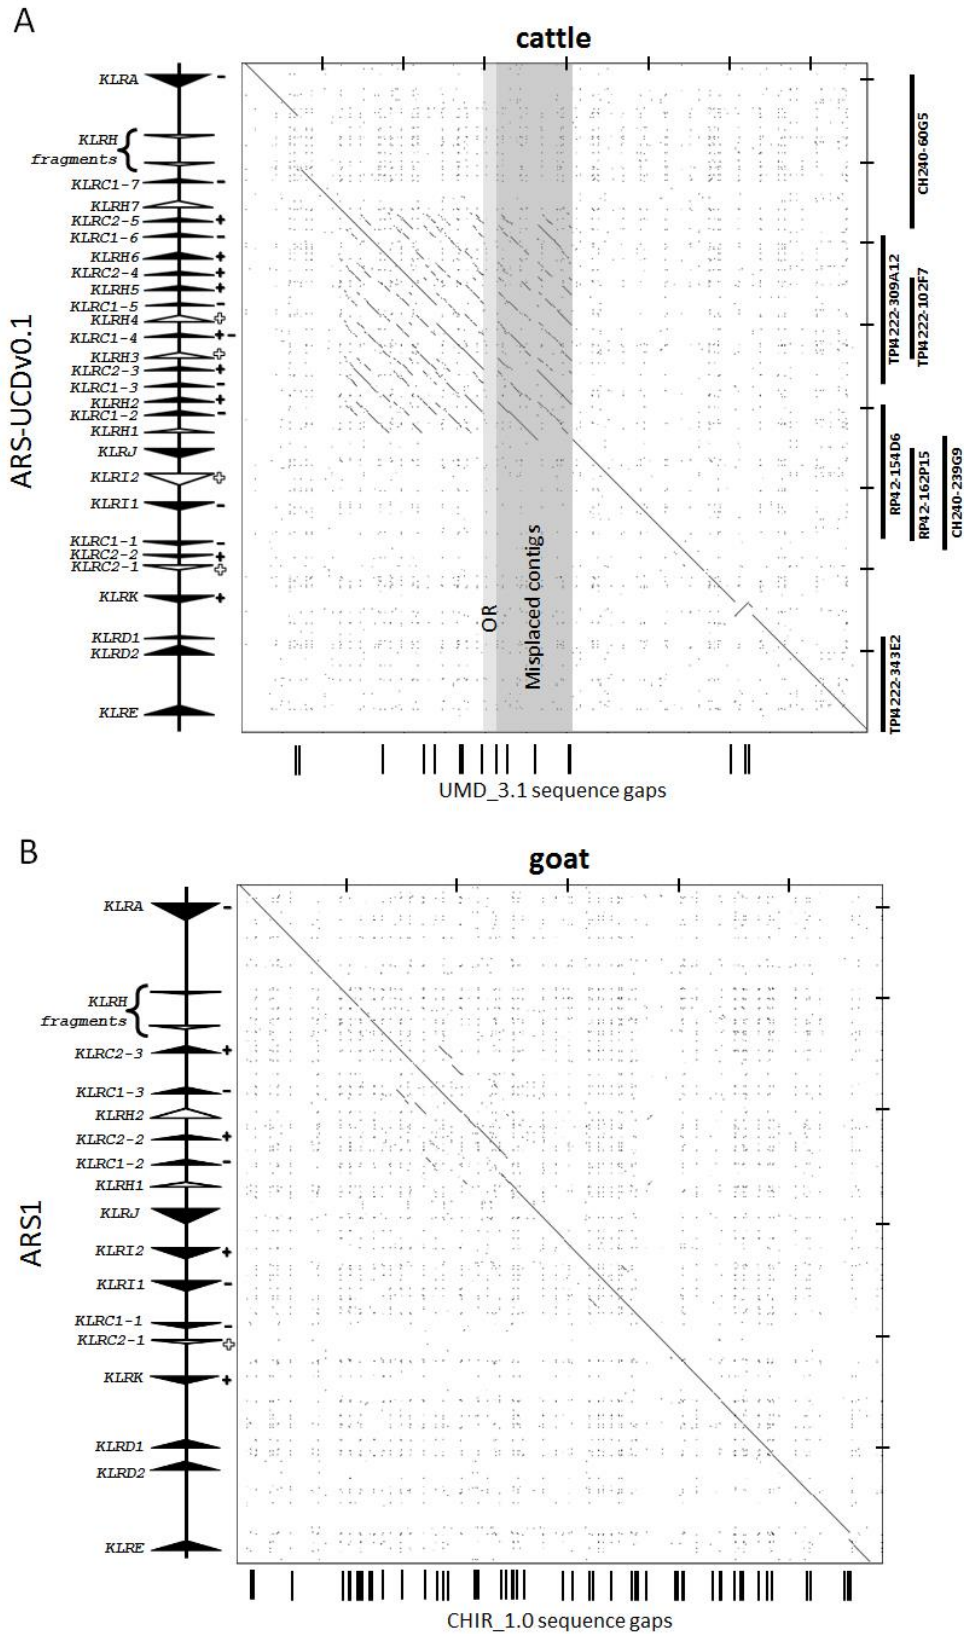 A
cattle
KLRA -
KLRH
fragments
KLRC1-7 -
KLRH7
KLRC2-5 +
KLRC1-6 -
KLRH6 +
KLRC2-4 +
KLRH5 +
KLRC1-5 -
KLRH4 +
KLRC1-4 + -
KLRH3 +
KLRC2-3 +
KLRC1-3 -
KLRH2 +
KLRC1-2 -
KLRH1
KLRJ
KLRI2 +
KLRI1 -
KLRC1-1 -
KLRC2-2 +
KLRC2-1 +
KLRK +
KLRD1
KLRD2
KLRE
ARS-UCDv0.1
OR
Misplaced contigs
CH240-60G5
TPI4222-309A12
TPI4222-102F7
RP42-154D6
RP42-162P15
CH240-239G9
TPI4222-343E2
UMD_3.1 sequence gaps
B
goat
KLRA -
KLRH
fragments
KLRC2-3 +
KLRC1-3 -
KLRH2
KLRC2-2 +
KLRC1-2 -
KLRH1
KLRJ
KLRI2 +
KLRI1 -
KLRC1-1 -
KLRC2-1 +
KLRK +
KLRD1
KLRD2
KLRE
ARS1
CHIR_1.0 sequence gaps